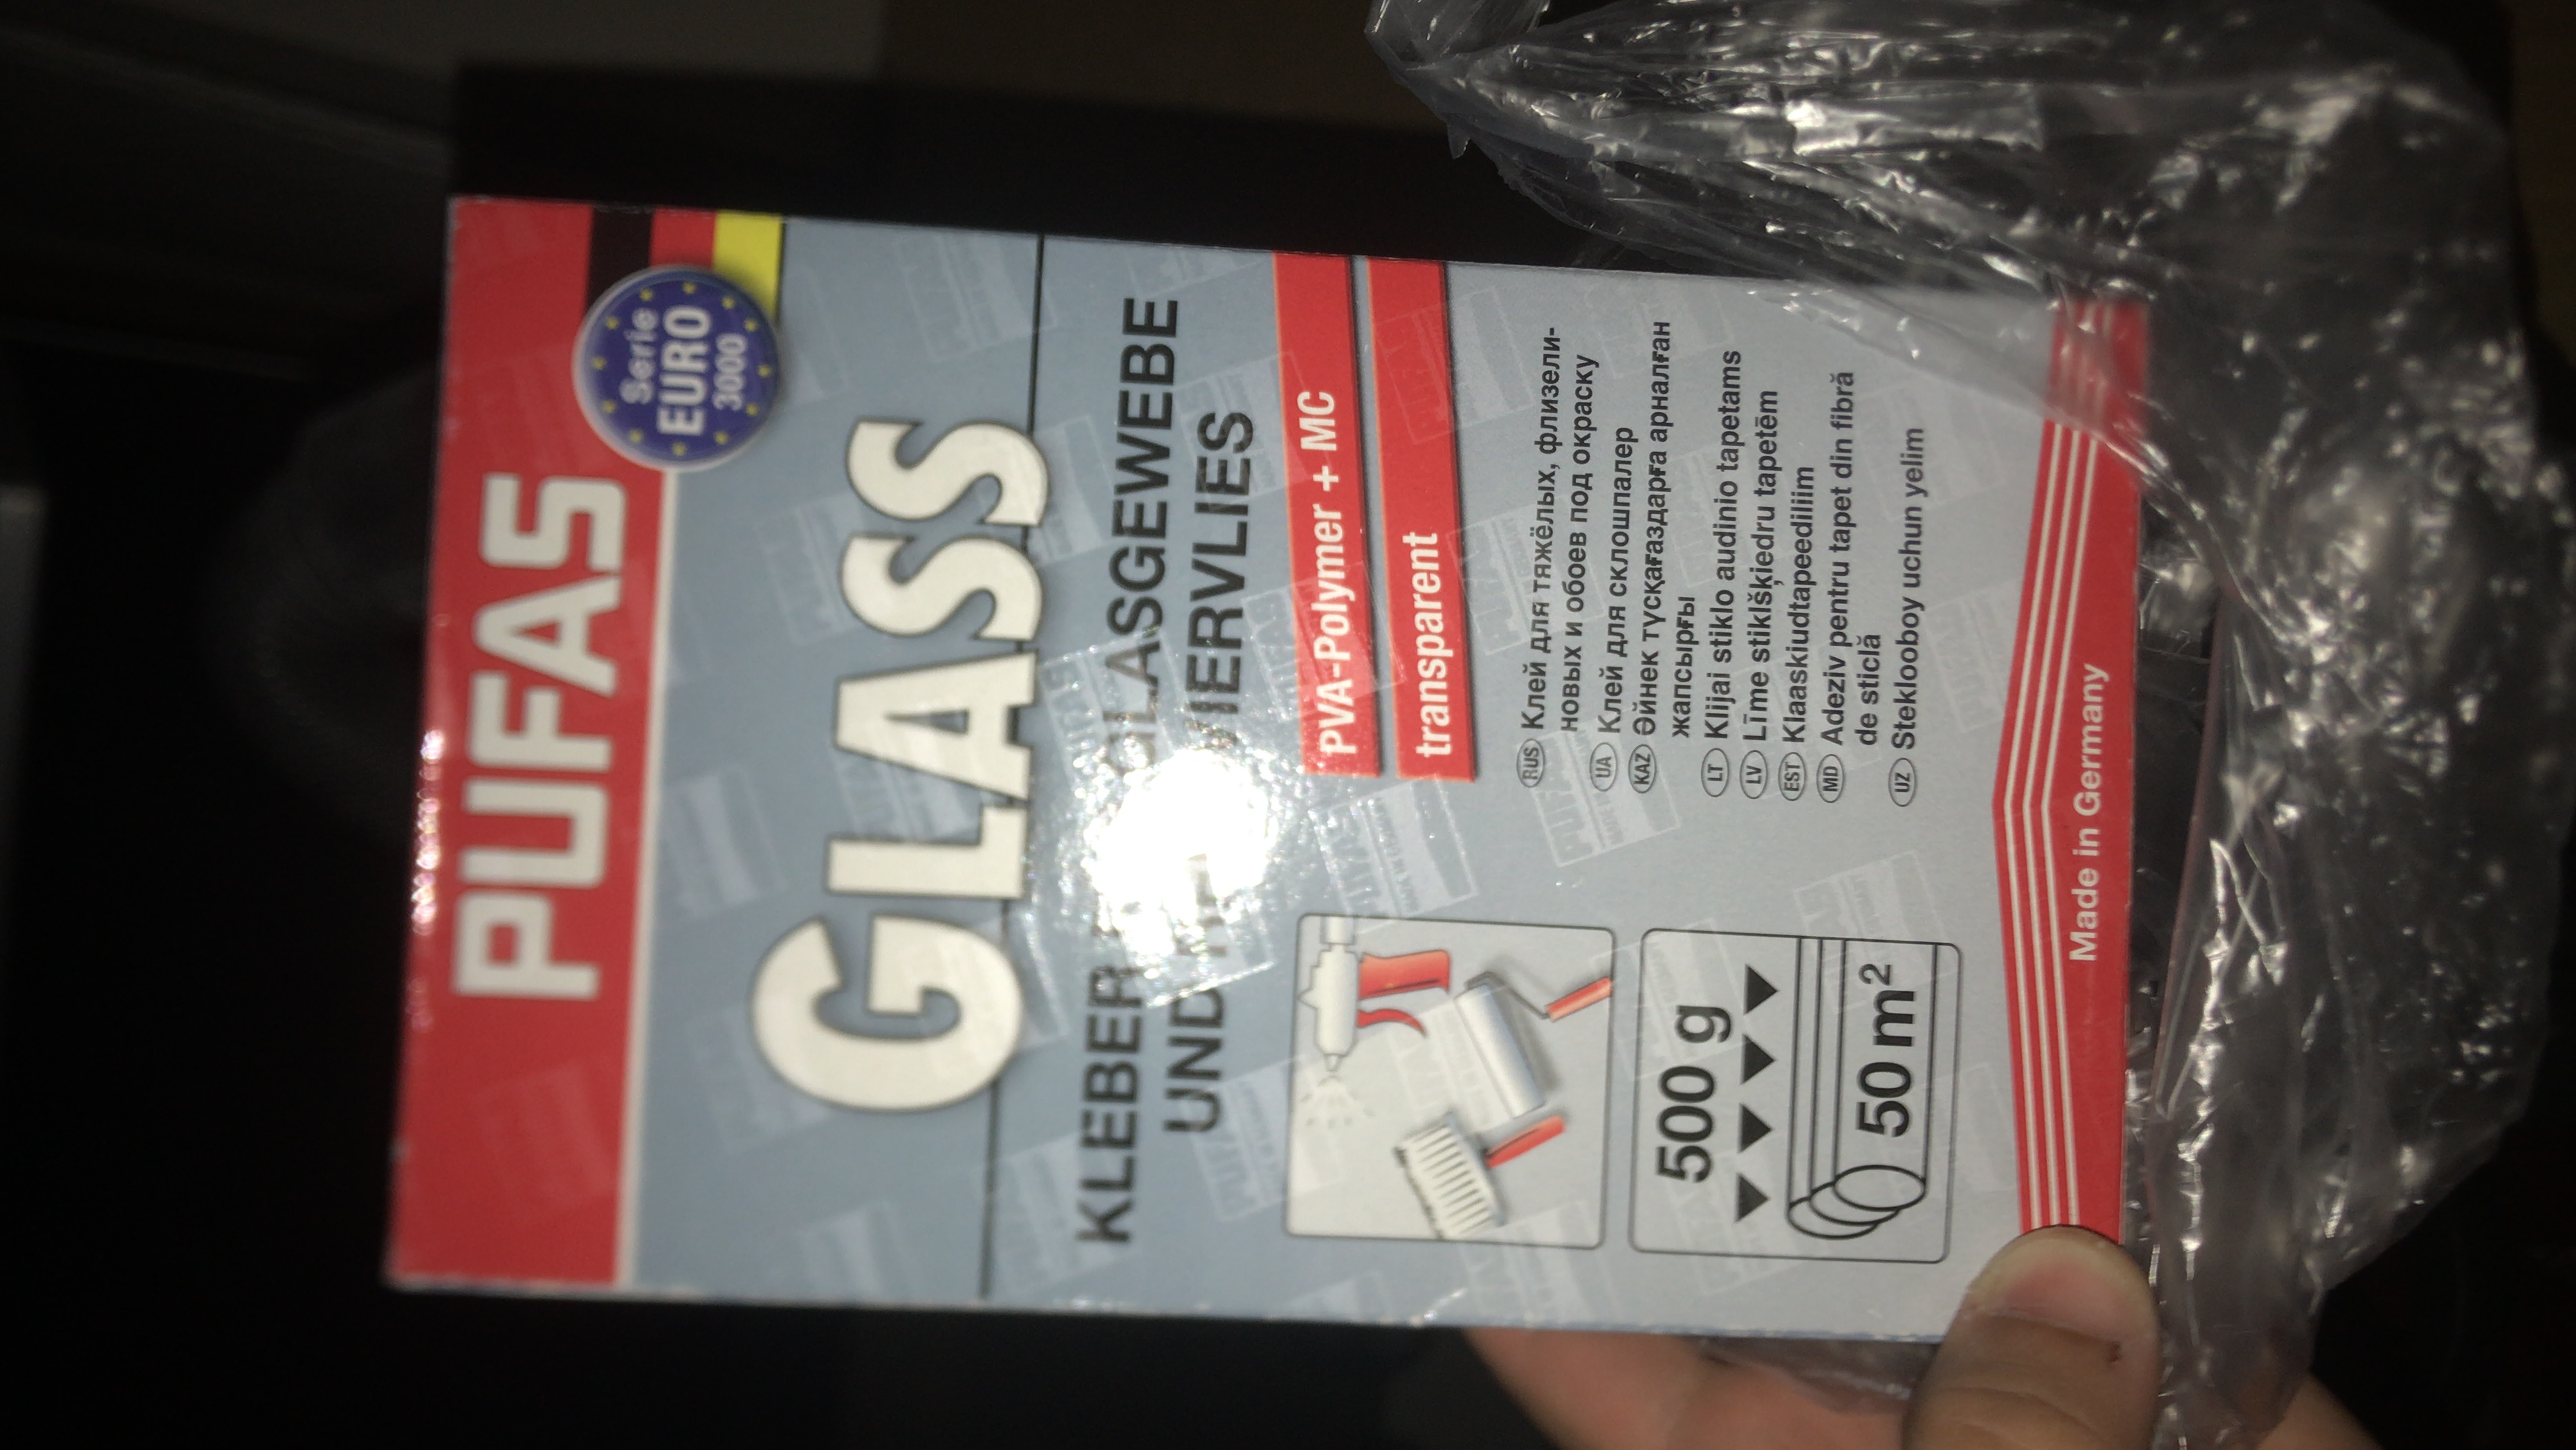 PUFAS
Serie
EURO
3000
GLASS
KLEBER GLASGEWEBE
UND
PVA-Polymer + MC
transparent
RUS Клей для тяжёлых, флизели-
новых и обоев под окраску
UA Клей для склошпалер
KAZ Әйнек тұсқағаздарға арналған
жапсырғы
LT Klijai stiklo audinio tapetams
LV Līme stiklšķiedru tapetēm
EST Klaaskiudtapeediliim
MD Adeziv pentru tapet din fibră
de sticlă
UZ Steklooboy uchun yelim
500 g
50 m²
Made in Germany